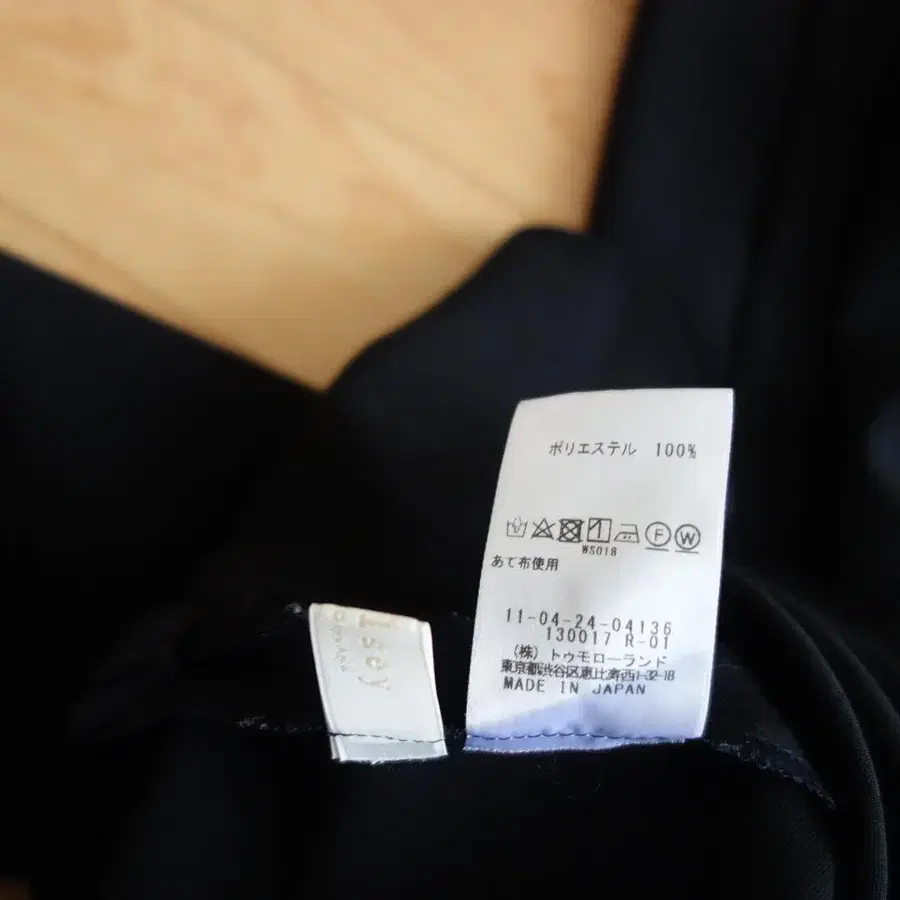 ポリエステル 100%
WS018
あて布使用
11-04-24-04136
130017 R-01
(株) トゥモローランド
東京都渋谷区恵比寿西1-32-18
MADE IN JAPAN
F
W